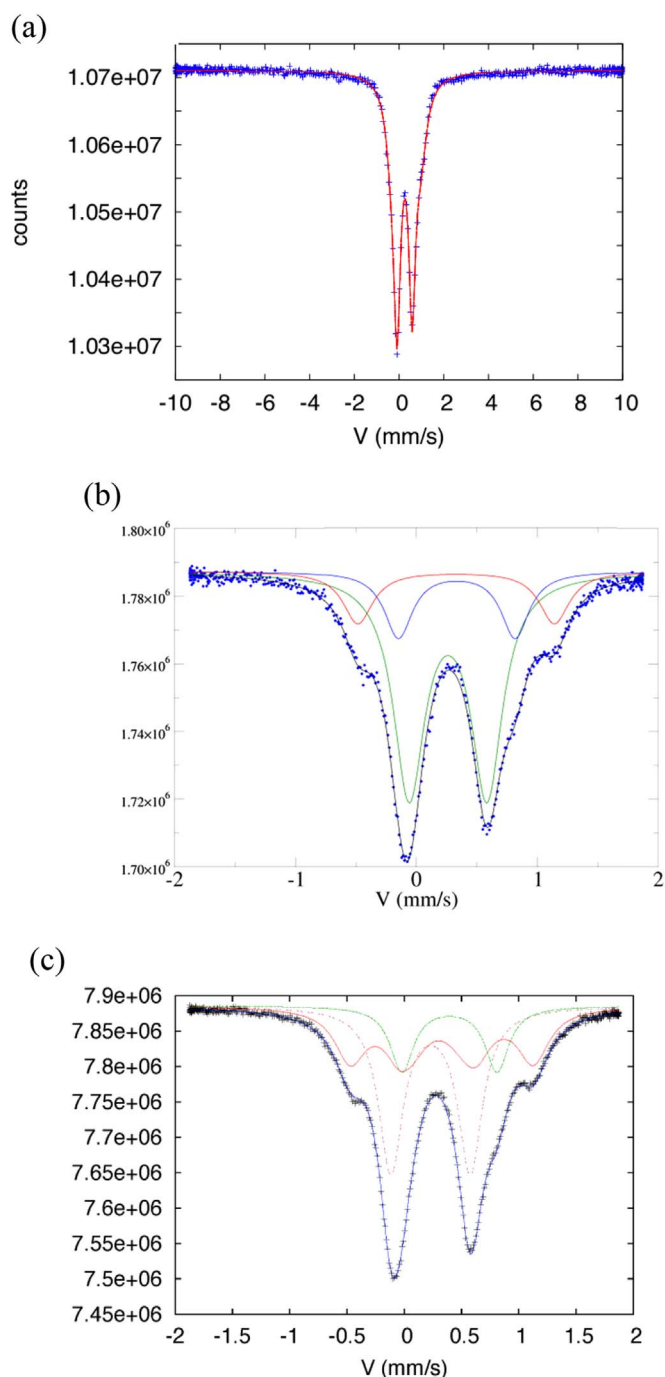 (a)
1.07e+07
1.06e+07
1.05e+07
1.04e+07
1.03e+07
counts
-10 -8 -6 -4 -2 0 2 4 6 8 10
V (mm/s)
(b)
1.80×10⁶
1.78×10⁶
1.76×10⁶
1.74×10⁶
1.72×10⁶
1.70×10⁶
-2 -1 0 1 2
V (mm/s)
(c)
7.9e+06
7.85e+06
7.8e+06
7.75e+06
7.7e+06
7.65e+06
7.6e+06
7.55e+06
7.5e+06
7.45e+06
-2 -1.5 -1 -0.5 0 0.5 1 1.5 2
V (mm/s)